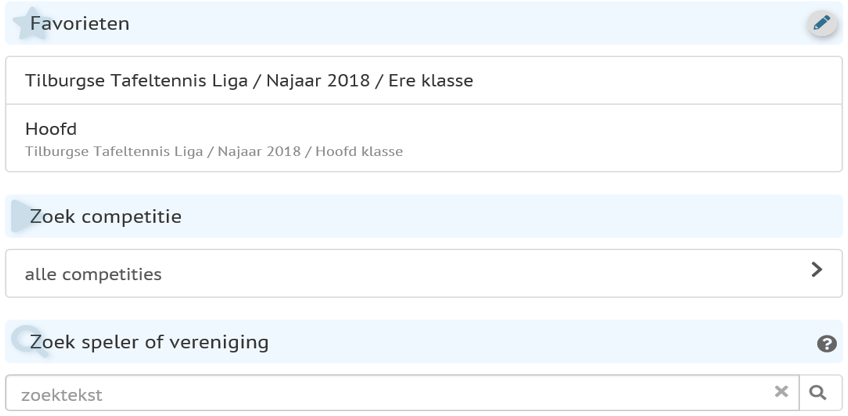 Favorieten
Tilburgse Tafeltennis Liga / Najaar 2018 / Ere klasse
Hoofd
Tilburgse Tafeltennis Liga / Najaar 2018 / Hoofd klasse
Zoek competitie
alle competities
Zoek speler of vereniging
zoektekst